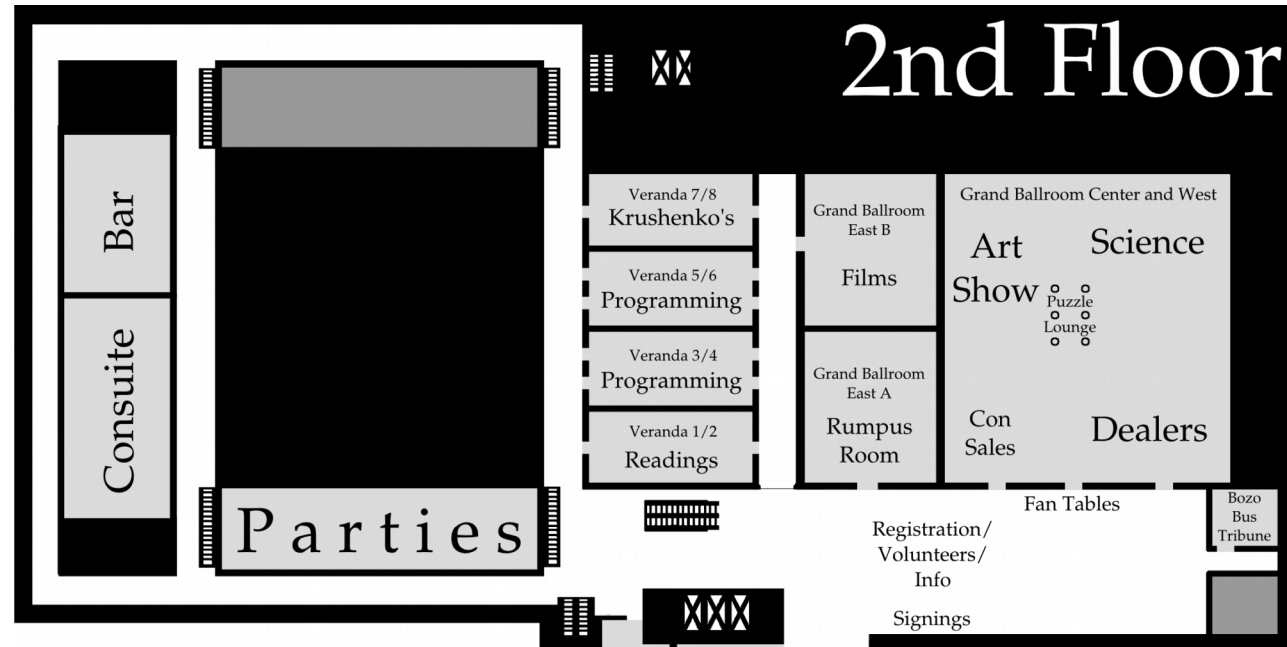 2nd Floor
Bar
Consuite
Parties
Veranda 7/8
Krushenko's
Veranda 5/6
Programming
Veranda 3/4
Programming
Veranda 1/2
Readings
Grand Ballroom
East B
Films
Grand Ballroom
East A
Rumpus
Room
Grand Ballroom Center and West
Art
Show
Science
Puzzle
Lounge
Con
Sales
Dealers
Fan Tables
Registration/
Volunteers/
Info
Signings
Bozo
Bus
Tribune